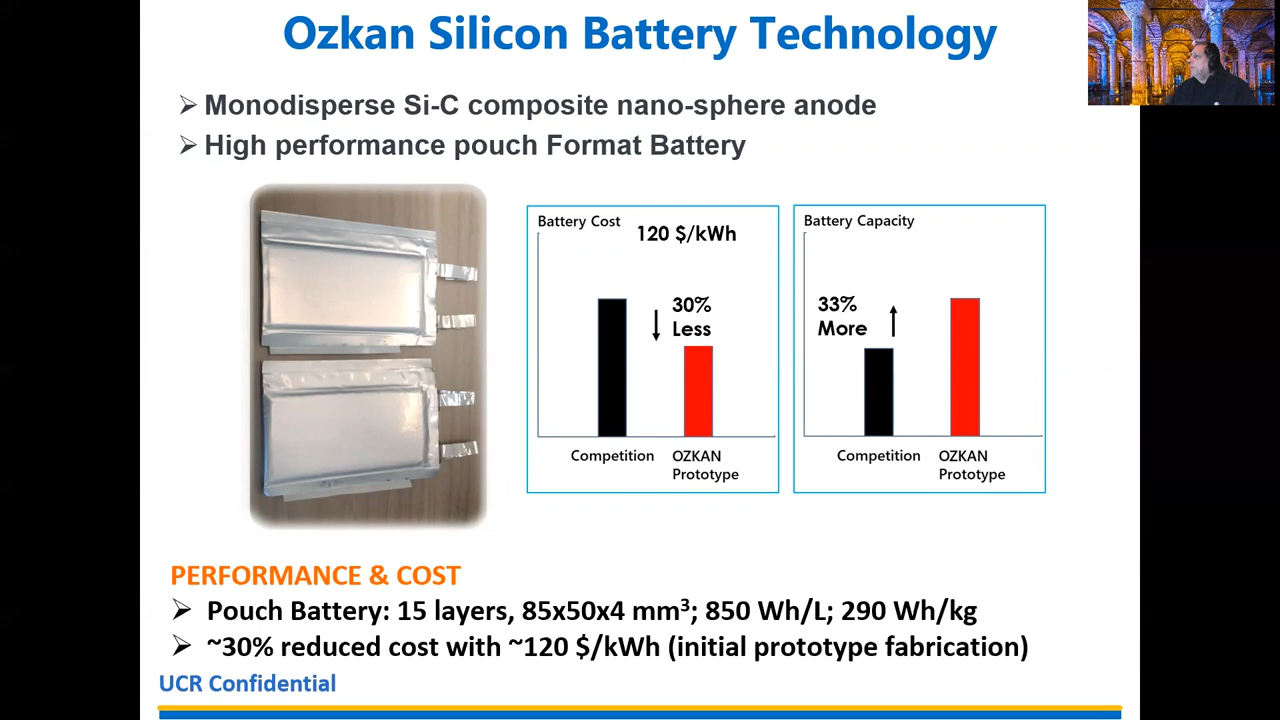 Ozkan Silicon Battery Technology
➢ Monodisperse Si-C composite nano-sphere anode
➢ High performance pouch Format Battery
Battery Cost
120 $/kWh
30%
Less
Competition
OZKAN
Prototype
Battery Capacity
33%
More
Competition
OZKAN
Prototype
PERFORMANCE & COST
➢ Pouch Battery: 15 layers, 85x50x4 mm³; 850 Wh/L; 290 Wh/kg
➢ ~30% reduced cost with ~120 $/kWh (initial prototype fabrication)
UCR Confidential